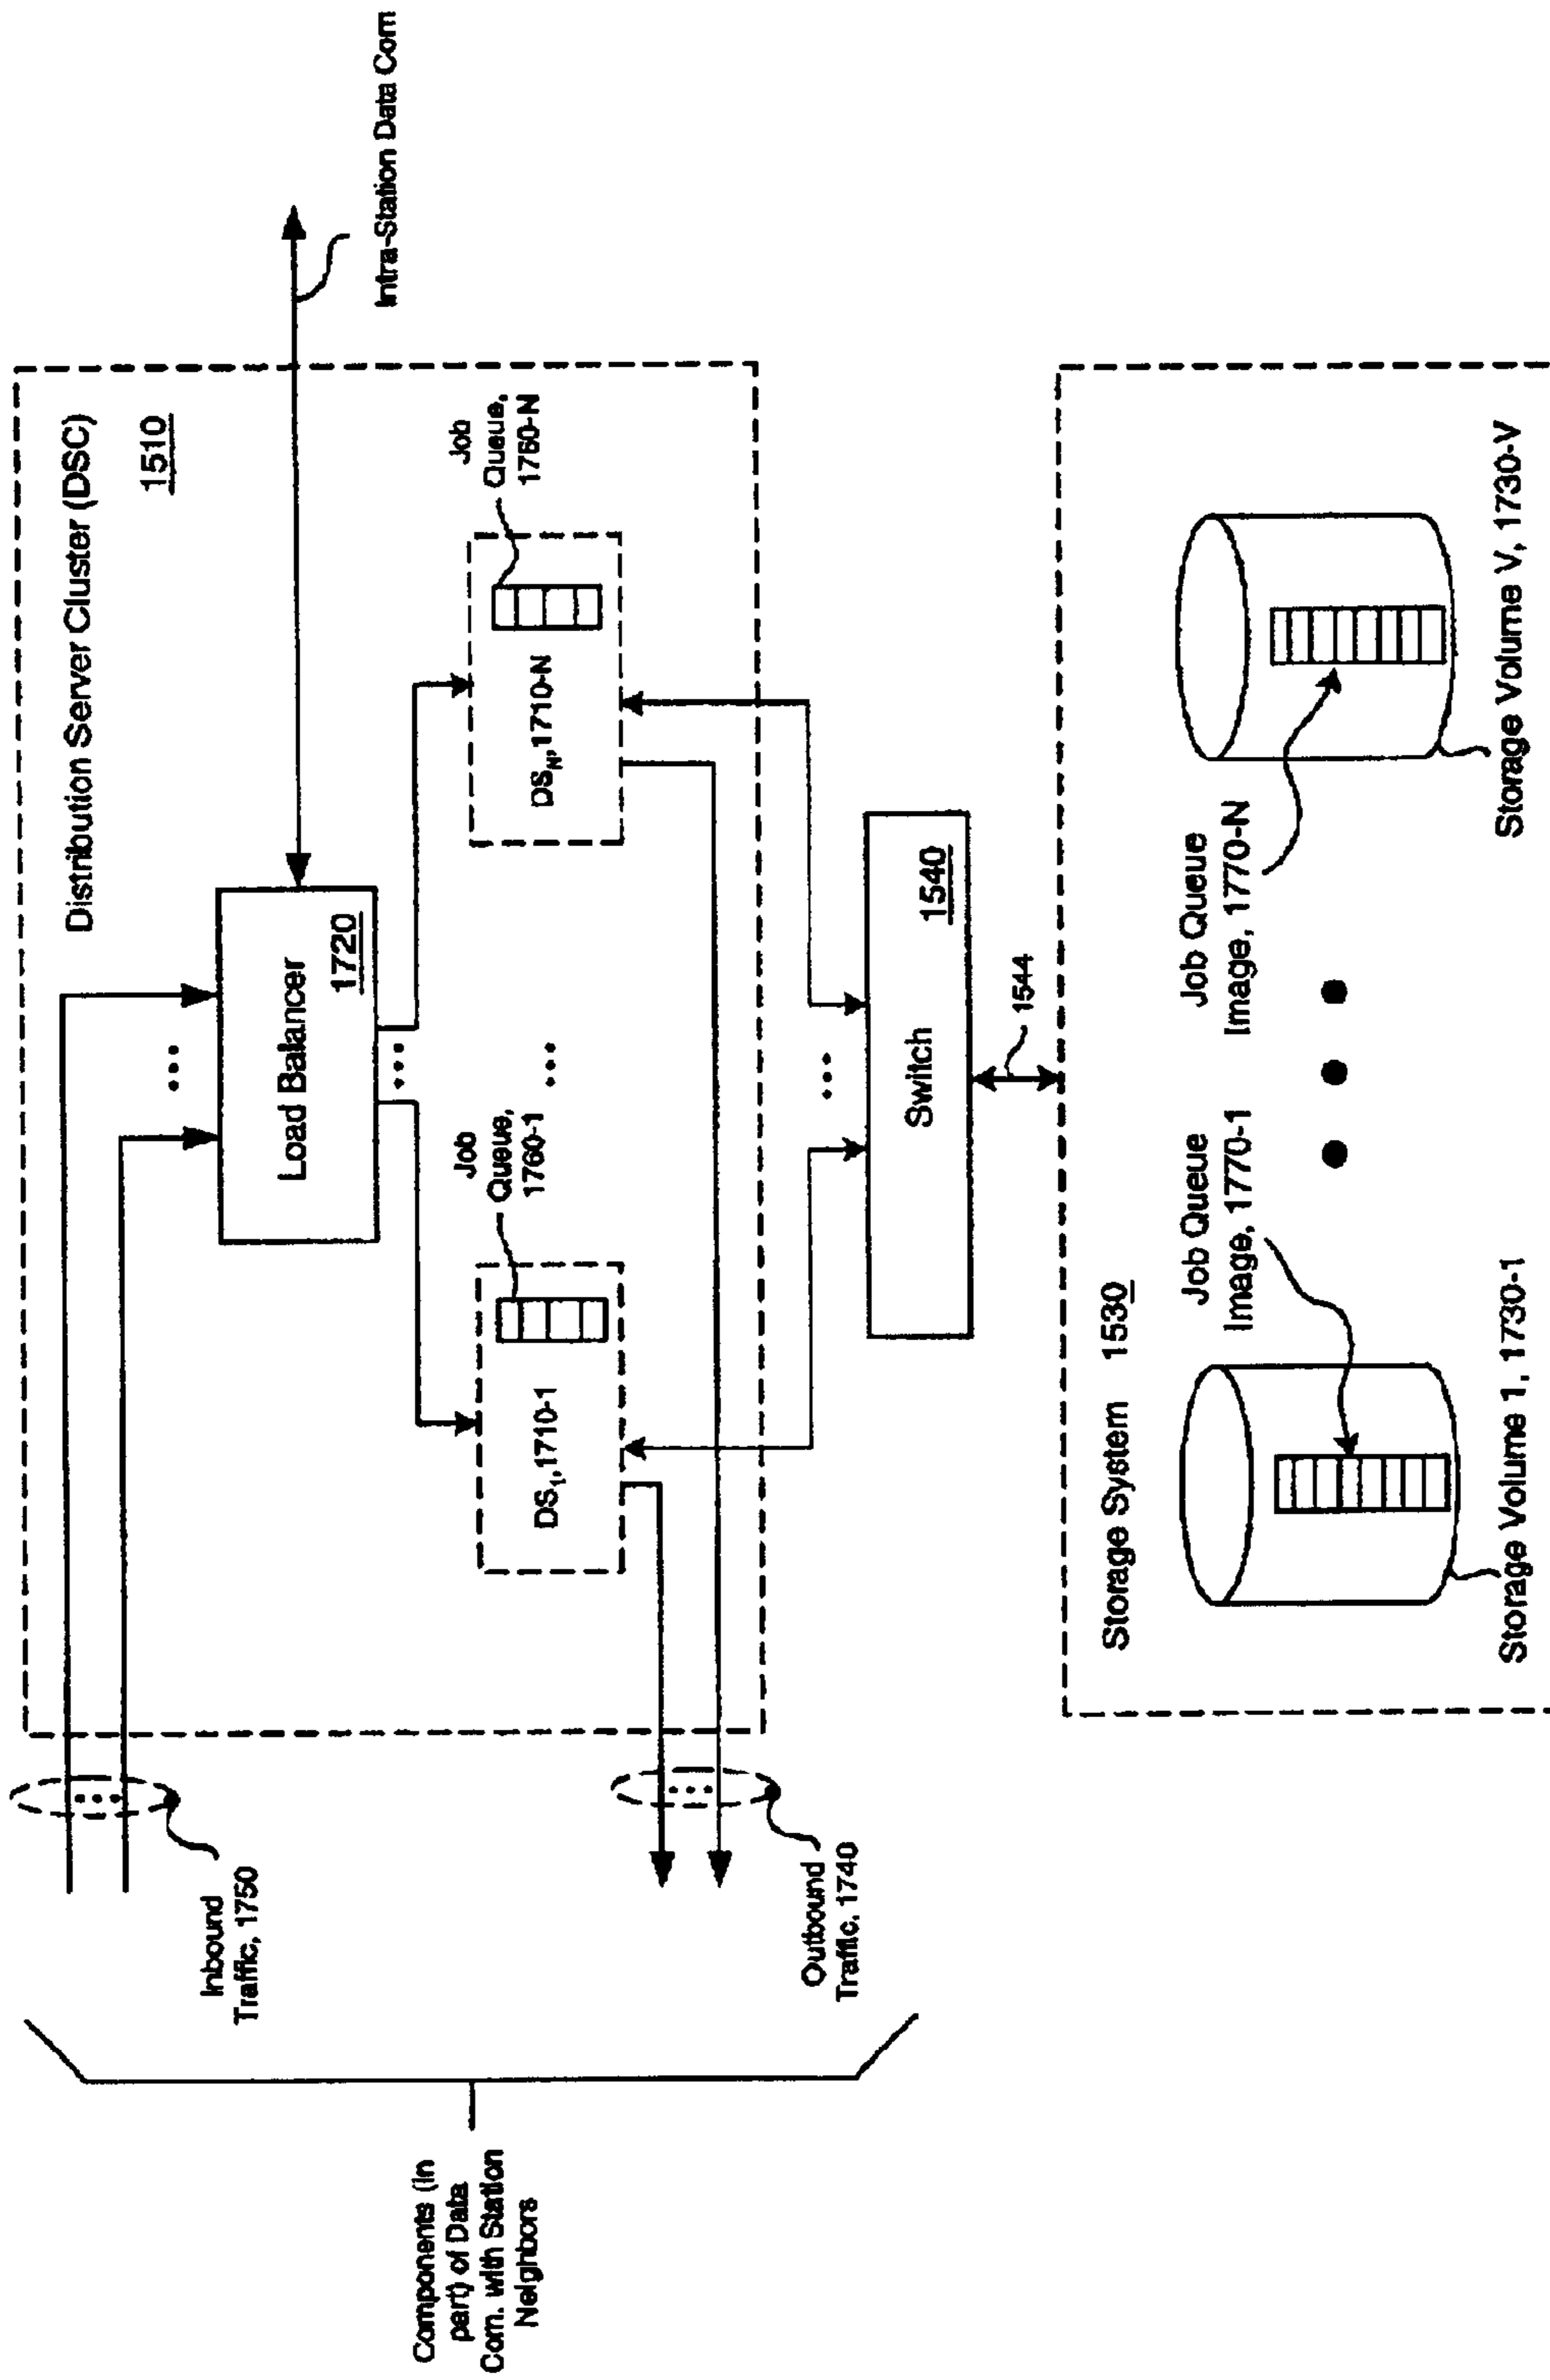 Distribution Server Cluster (DSC)
1510
Inbound
Traffic, 1750
Load Balancer
1720
Intra-Station Data Com
Components (in
part) of Data
Com. with Station
Neighbors
Job
Queue,
1760-1
Job
Queue,
1760-N
DS₁,1710-1
DSN,1710-N
Outbound
Traffic, 1740
Switch
1540
1544
Storage System 1530
Job Queue
Image, 1770-1
Job Queue
Image, 1770-N
Storage Volume 1, 1730-1
Storage Volume V, 1730-V